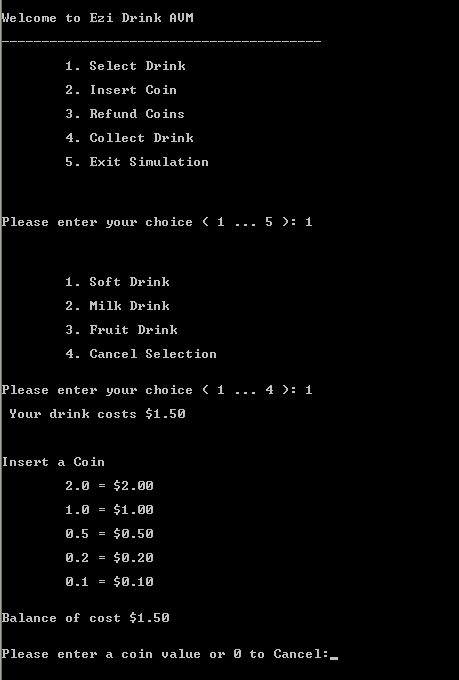 Welcome to Ezi Drink AVM
----------------------------------------
1. Select Drink
2. Insert Coin
3. Refund Coins
4. Collect Drink
5. Exit Simulation
Please enter your choice ( 1 ... 5 ): 1
1. Soft Drink
2. Milk Drink
3. Fruit Drink
4. Cancel Selection
Please enter your choice ( 1 ... 4 ): 1
Your drink costs $1.50
Insert a Coin
2.0 = $2.00
1.0 = $1.00
0.5 = $0.50
0.2 = $0.20
0.1 = $0.10
Balance of cost $1.50
Please enter a coin value or 0 to Cancel:_